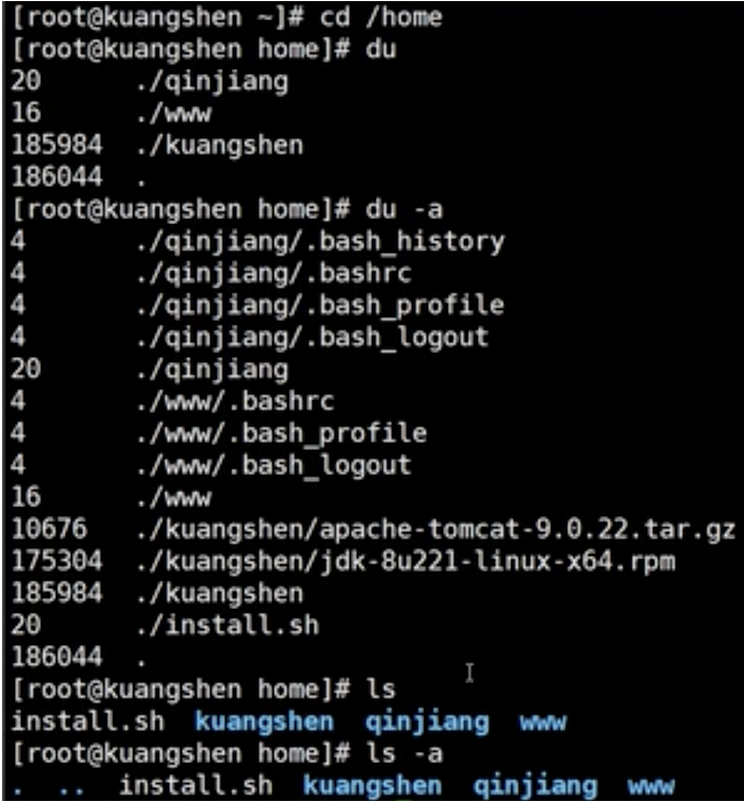 [root@kuangshen ~]# cd /home
[root@kuangshen home]# du
20      ./qinjiang
16      ./www
185984  ./kuangshen
186044  .
[root@kuangshen home]# du -a
4       ./qinjiang/.bash_history
4       ./qinjiang/.bashrc
4       ./qinjiang/.bash_profile
4       ./qinjiang/.bash_logout
20      ./qinjiang
4       ./www/.bashrc
4       ./www/.bash_profile
4       ./www/.bash_logout
16      ./www
10676   ./kuangshen/apache-tomcat-9.0.22.tar.gz
175304  ./kuangshen/jdk-8u221-linux-x64.rpm
185984  ./kuangshen
20      ./install.sh
186044  .
[root@kuangshen home]# ls
install.sh  kuangshen  qinjiang  www
[root@kuangshen home]# ls -a
.  ..  install.sh  kuangshen  qinjiang  www